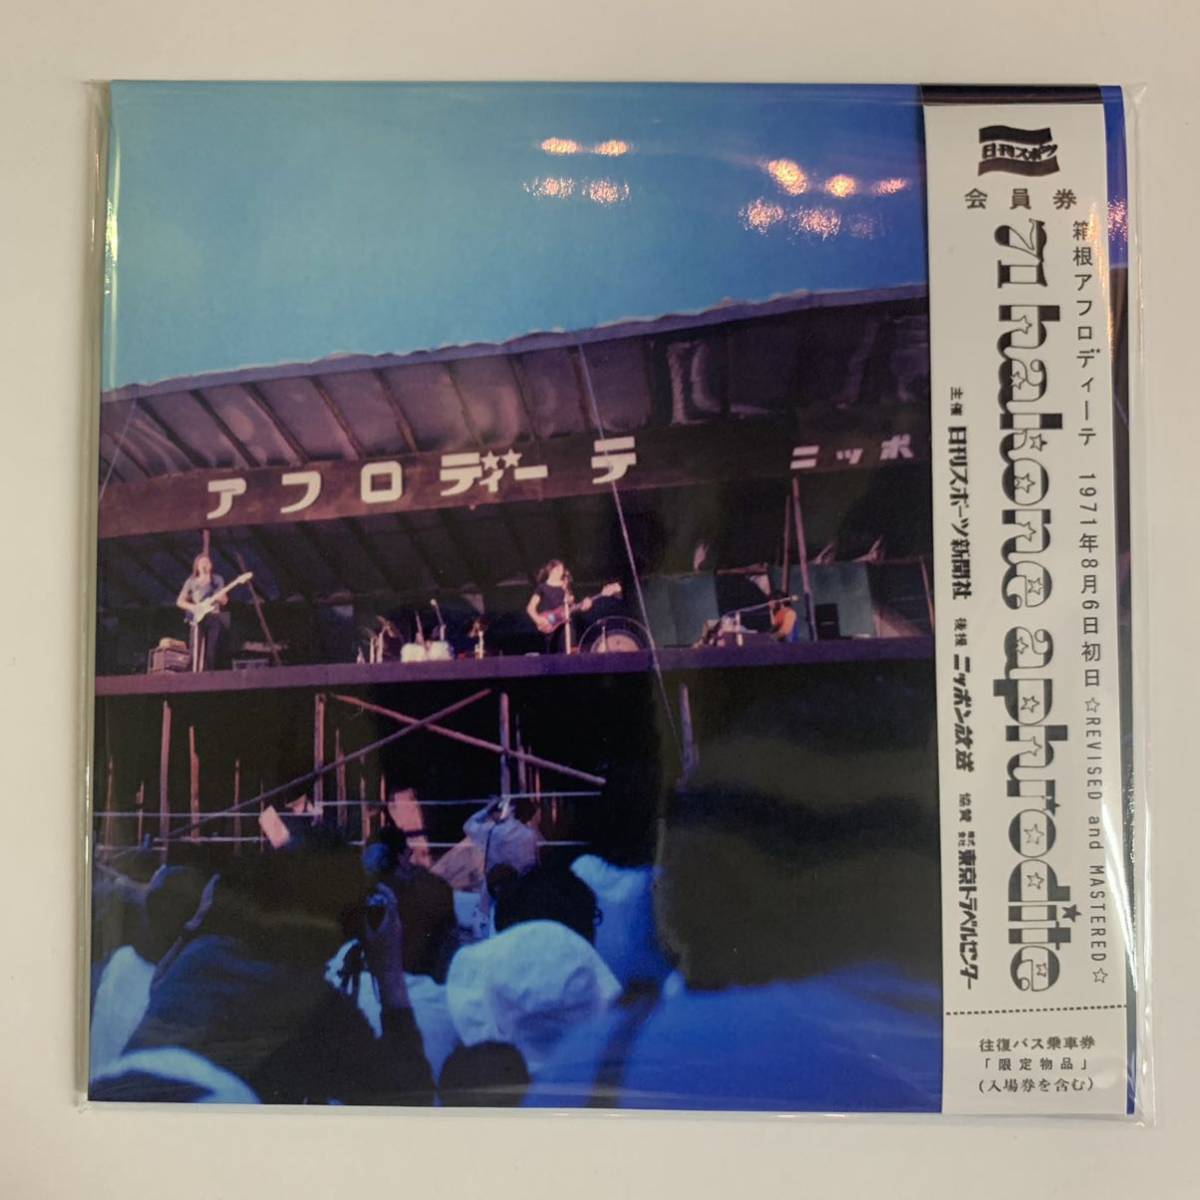 アフロディーテ
ニッポ
日刊スポーツ
会員券
箱根アフロディーテ 1971年8月6日初日☆REVISED and MASTERED☆
71 hakone aphrodite
主催 日刊スポーツ新聞社 後援 ニッポン放送 協賛 株式会社 東京トラベルセンター
往復バス乗車券
「限定物品」
(入場券を含む)